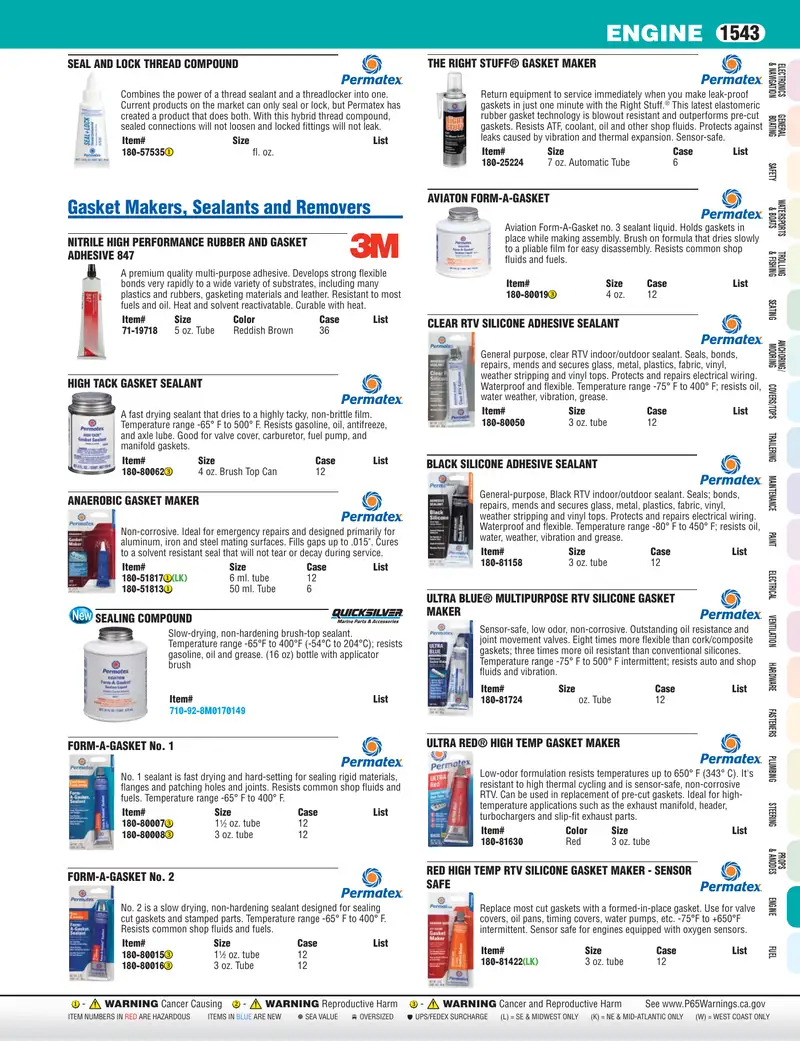 ENGINE 1543
SEAL AND LOCK THREAD COMPOUND
Permatex
Combines the power of a thread sealant and a threadlocker into one.
Current products on the market can only seal or lock, but Permatex has
created a product that does both. With this hybrid thread compound,
sealed connections will not loosen and locked fittings will not leak.
Item# Size List
180-57535 1 fl. oz.
Gasket Makers, Sealants and Removers
NITRILE HIGH PERFORMANCE RUBBER AND GASKET
ADHESIVE 847
3M
A premium quality multi-purpose adhesive. Develops strong flexible
bonds very rapidly to a wide variety of substrates, including many
plastics and rubbers, gasketing materials and leather. Resistant to most
fuels and oil. Heat and solvent reactivatable. Curable with heat.
Item# Size Color Case List
71-19718 5 oz. Tube Reddish Brown 36
HIGH TACK GASKET SEALANT
Permatex
A fast drying sealant that dries to a highly tacky, non-brittle film.
Temperature range -65° F to 500° F. Resists gasoline, oil, antifreeze,
and axle lube. Good for valve cover, carburetor, fuel pump, and
manifold gaskets.
Item# Size Case List
180-80062 3 4 oz. Brush Top Can 12
ANAEROBIC GASKET MAKER
Permatex
Non-corrosive. Ideal for emergency repairs and designed primarily for
aluminum, iron and steel mating surfaces. Fills gaps up to .015". Cures
to a solvent resistant seal that will not tear or decay during service.
Item# Size Case List
180-51817 1 (LK) 6 ml. tube 12
180-51813 1 50 ml. Tube 6
New SEALING COMPOUND
QUICKSILVER
Marine Parts & Accessories
Slow-drying, non-hardening brush-top sealant.
Temperature range -65°F to 400°F (-54°C to 204°C); resists
gasoline, oil and grease. (16 oz) bottle with applicator
brush
Item# List
710-92-8M0170149
FORM-A-GASKET No. 1
Permatex
No. 1 sealant is fast drying and hard-setting for sealing rigid materials,
flanges and patching holes and joints. Resists common shop fluids and
fuels. Temperature range -65° F to 400° F.
Item# Size Case List
180-80007 3 1½ oz. tube 12
180-80008 3 3 oz. tube 12
FORM-A-GASKET No. 2
Permatex
No. 2 is a slow drying, non-hardening sealant designed for sealing
cut gaskets and stamped parts. Temperature range -65° F to 400° F.
Resists common shop fluids and fuels.
Item# Size Case List
180-80015 3 1½ oz. tube 12
180-80016 3 3 oz. Tube 12
THE RIGHT STUFF® GASKET MAKER
Permatex
Return equipment to service immediately when you make leak-proof
gaskets in just one minute with the Right Stuff.® This latest elastomeric
rubber gasket technology is blowout resistant and outperforms pre-cut
gaskets. Resists ATF, coolant, oil and other shop fluids. Protects against
leaks caused by vibration and thermal expansion. Sensor-safe.
Item# Size Case List
180-25224 7 oz. Automatic Tube 6
AVIATON FORM-A-GASKET
Permatex
Aviation Form-A-Gasket no. 3 sealant liquid. Holds gaskets in
place while making assembly. Brush on formula that dries slowly
to a pliable film for easy disassembly. Resists common shop
fluids and fuels.
Item# Size Case List
180-80019 3 4 oz. 12
CLEAR RTV SILICONE ADHESIVE SEALANT
Permatex
General purpose, clear RTV indoor/outdoor sealant. Seals, bonds,
repairs, mends and secures glass, metal, plastics, fabric, vinyl,
weather stripping and vinyl tops. Protects and repairs electrical wiring.
Waterproof and flexible. Temperature range -75° F to 400° F; resists oil,
water weather, vibration, grease.
Item# Size Case List
180-80050 3 oz. tube 12
BLACK SILICONE ADHESIVE SEALANT
Permatex
General-purpose, Black RTV indoor/outdoor sealant. Seals; bonds,
repairs, mends and secures glass, metal, plastics, fabric, vinyl,
weather stripping and vinyl tops. Protects and repairs electrical wiring.
Waterproof and flexible. Temperature range -80° F to 450° F; resists oil,
water, weather, vibration and grease.
Item# Size Case List
180-81158 3 oz. tube 12
ULTRA BLUE® MULTIPURPOSE RTV SILICONE GASKET
MAKER
Permatex
Sensor-safe, low odor, non-corrosive. Outstanding oil resistance and
joint movement valves. Eight times more flexible than cork/composite
gaskets; three times more oil resistant than conventional silicones.
Temperature range -75° F to 500° F intermittent; resists auto and shop
fluids and vibration.
Item# Size Case List
180-81724 oz. Tube 12
ULTRA RED® HIGH TEMP GASKET MAKER
Permatex
Low-odor formulation resists temperatures up to 650° F (343° C). It's
resistant to high thermal cycling and is sensor-safe, non-corrosive
RTV. Can be used in replacement of pre-cut gaskets. Ideal for high-
temperature applications such as the exhaust manifold, header,
turbochargers and slip-fit exhaust parts.
Item# Color Size List
180-81630 Red 3 oz. tube
RED HIGH TEMP RTV SILICONE GASKET MAKER - SENSOR
SAFE
Permatex
Replace most cut gaskets with a formed-in-place gasket. Use for valve
covers, oil pans, timing covers, water pumps, etc. -75°F to +650°F
intermittent. Sensor safe for engines equipped with oxygen sensors.
Item# Size Case List
180-81422(LK) 3 oz. tube 12
ELECTRONICS
& NAVIGATION
GENERAL
BOATING
SAFETY
WATERSPORTS
& BOATS
TROLLING
& FISHING
SEATING
ANCHORING/
MOORING
COVERS/TOPS
TRAILERING
MAINTENANCE
PAINT
ELECTRICAL
VENTILATION
HARDWARE
FASTENERS
PLUMBING
STEERING
PROPS
& ANODES
ENGINE
FUEL
1 - WARNING Cancer Causing 2 - WARNING Reproductive Harm 3 - WARNING Cancer and Reproductive Harm See www.P65Warnings.ca.gov
ITEM NUMBERS IN RED ARE HAZARDOUS ITEMS IN BLUE ARE NEW SEA VALUE OVERSIZED UPS/FEDEX SURCHARGE (L) = SE & MIDWEST ONLY (K) = NE & MID-ATLANTIC ONLY (W) = WEST COAST ONLY